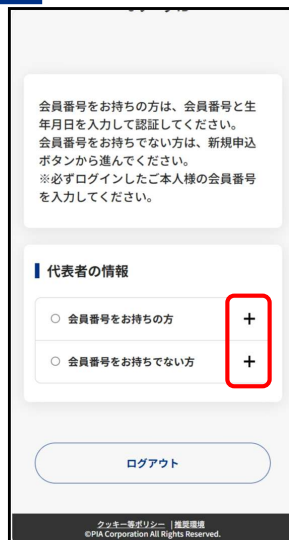 会員番号をお持ちの方は、会員番号と生
年月日を入力して認証してください。
会員番号をお持ちでない方は、新規申込
ボタンから進んでください。
※必ずログインしたご本人様の会員番号
を入力してください。
代表者の情報
会員番号をお持ちの方 +
会員番号をお持ちでない方 +
ログアウト
クッキー等ポリシー | 推奨環境
©PIA Corporation All Rights Reserved.